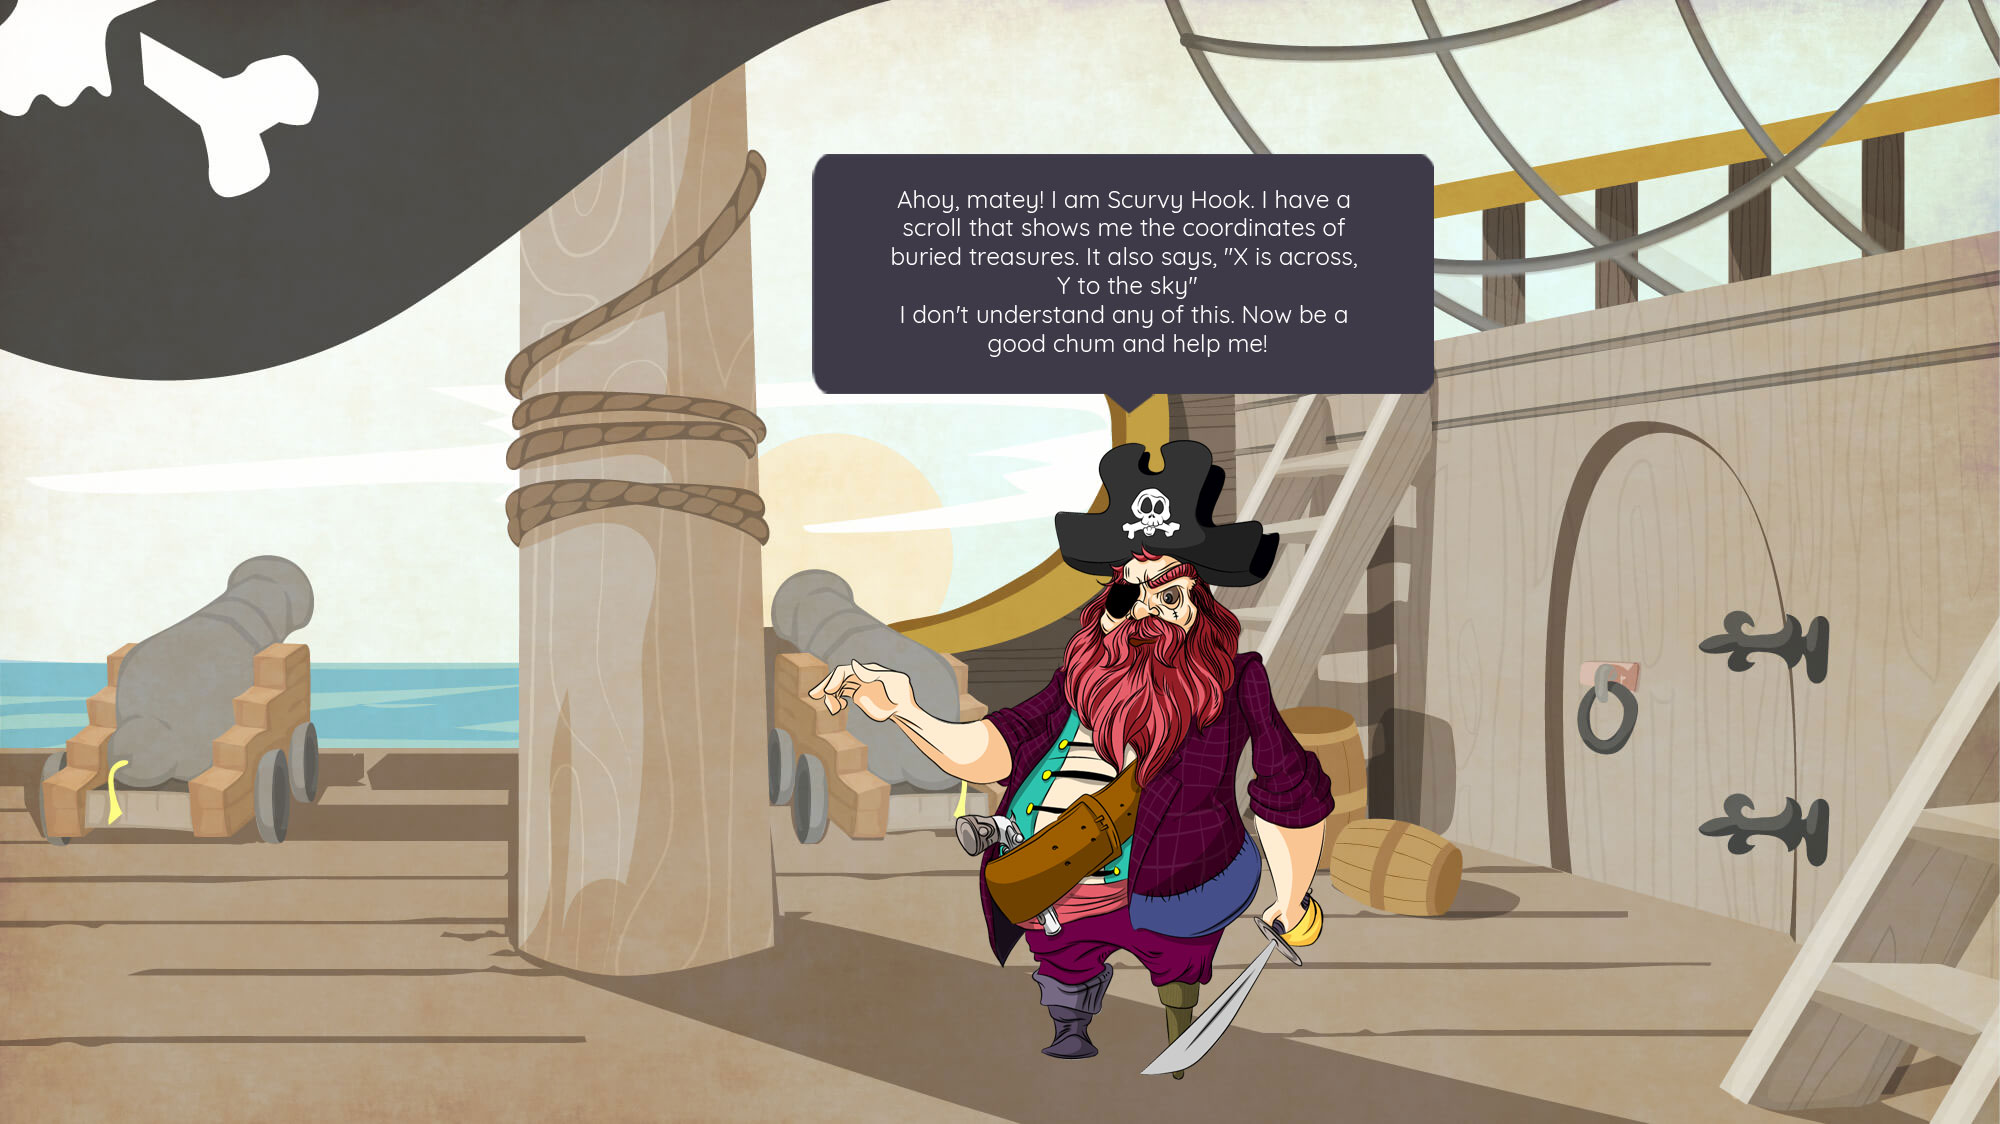 Ahoy, matey! I am Scurvy Hook. I have a
scroll that shows me the coordinates of
buried treasures. It also says, "X is across,
Y to the sky"
I don't understand any of this. Now be a
good chum and help me!